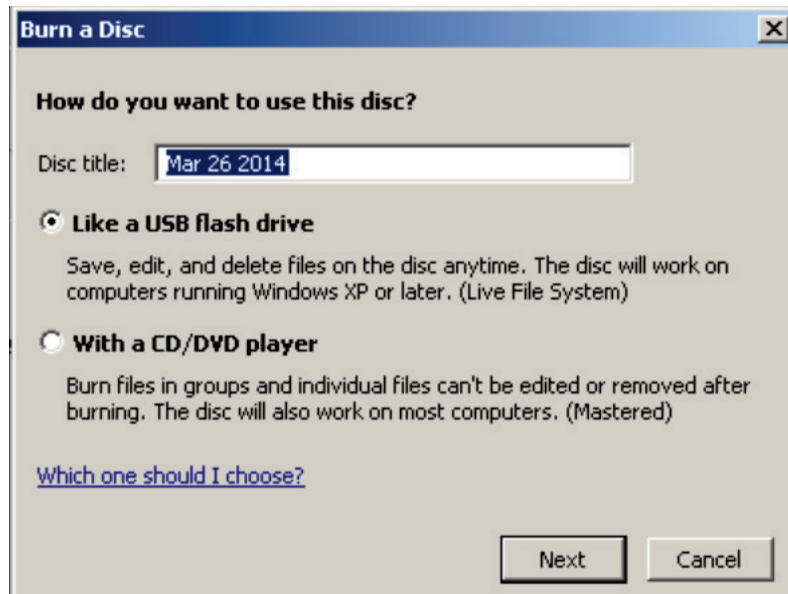 Burn a Disc
How do you want to use this disc?
Disc title: Mar 26 2014
Like a USB flash drive
Save, edit, and delete files on the disc anytime. The disc will work on
computers running Windows XP or later. (Live File System)
With a CD/DVD player
Burn files in groups and individual files can't be edited or removed after
burning. The disc will also work on most computers. (Mastered)
Which one should I choose?
Next Cancel